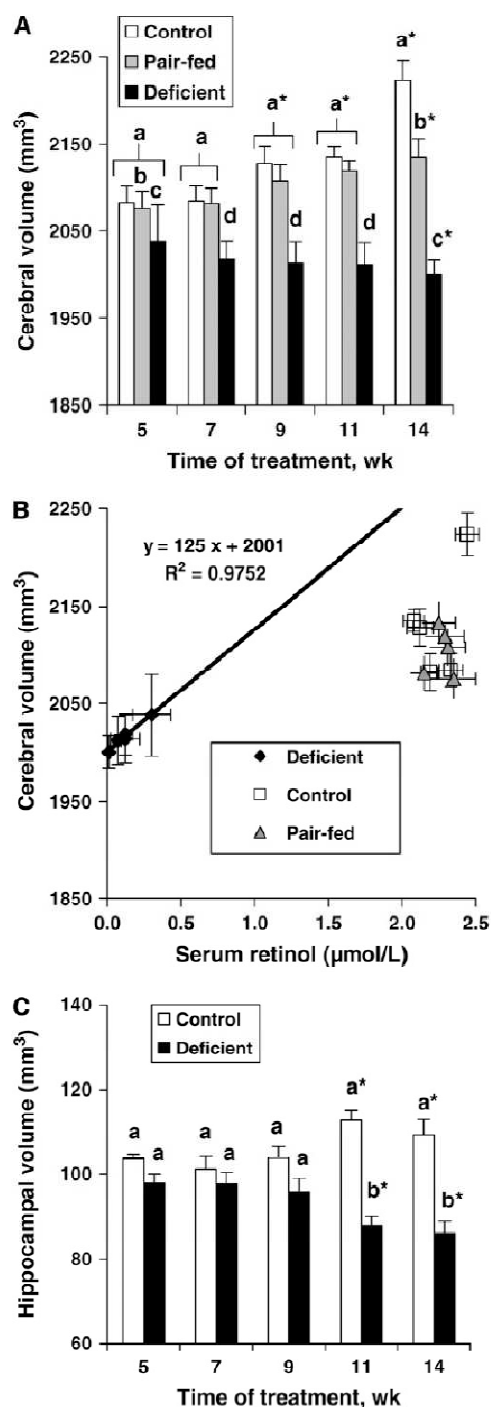 A
Control
Pair-fed
Deficient
Cerebral volume (mm³)
2250
2150
2050
1950
1850
a
b
c
a
d
a*
d
a*
d
a*
b*
c*
5 7 9 11 14
Time of treatment, wk
B
Cerebral volume (mm³)
2250
2150
2050
1950
1850
y = 125 x + 2001
R² = 0.9752
Deficient
Control
Pair-fed
0.0 0.5 1.0 1.5 2.0 2.5
Serum retinol (µmol/L)
C
Control
Deficient
Hippocampal volume (mm³)
140
120
100
80
60
a a a a a a a* b* a* b*
5 7 9 11 14
Time of treatment, wk